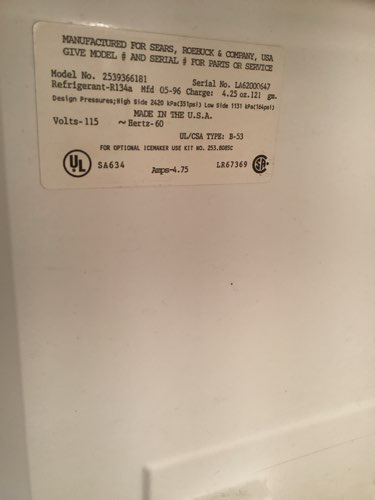 MANUFACTURED FOR SEARS, ROEBUCK & COMPANY, USA
GIVE MODEL # AND SERIAL # FOR PARTS OR SERVICE
Model No. 2539366181 Serial No. LA62000647
Refrigerant-R134a Mfd 05-96 Charge: 4.25 oz.121 gm.
Design Pressures;High Side 2420 kPa(351psi) Low Side 1131 kPa(164psi)
MADE IN THE U.S.A.
Volts-115 ~Hertz-60
UL/CSA TYPE: B-53
FOR OPTIONAL ICEMAKER USE KIT NO. 253.8085C
UL SA634 Amps-4.75 LR67369 SA